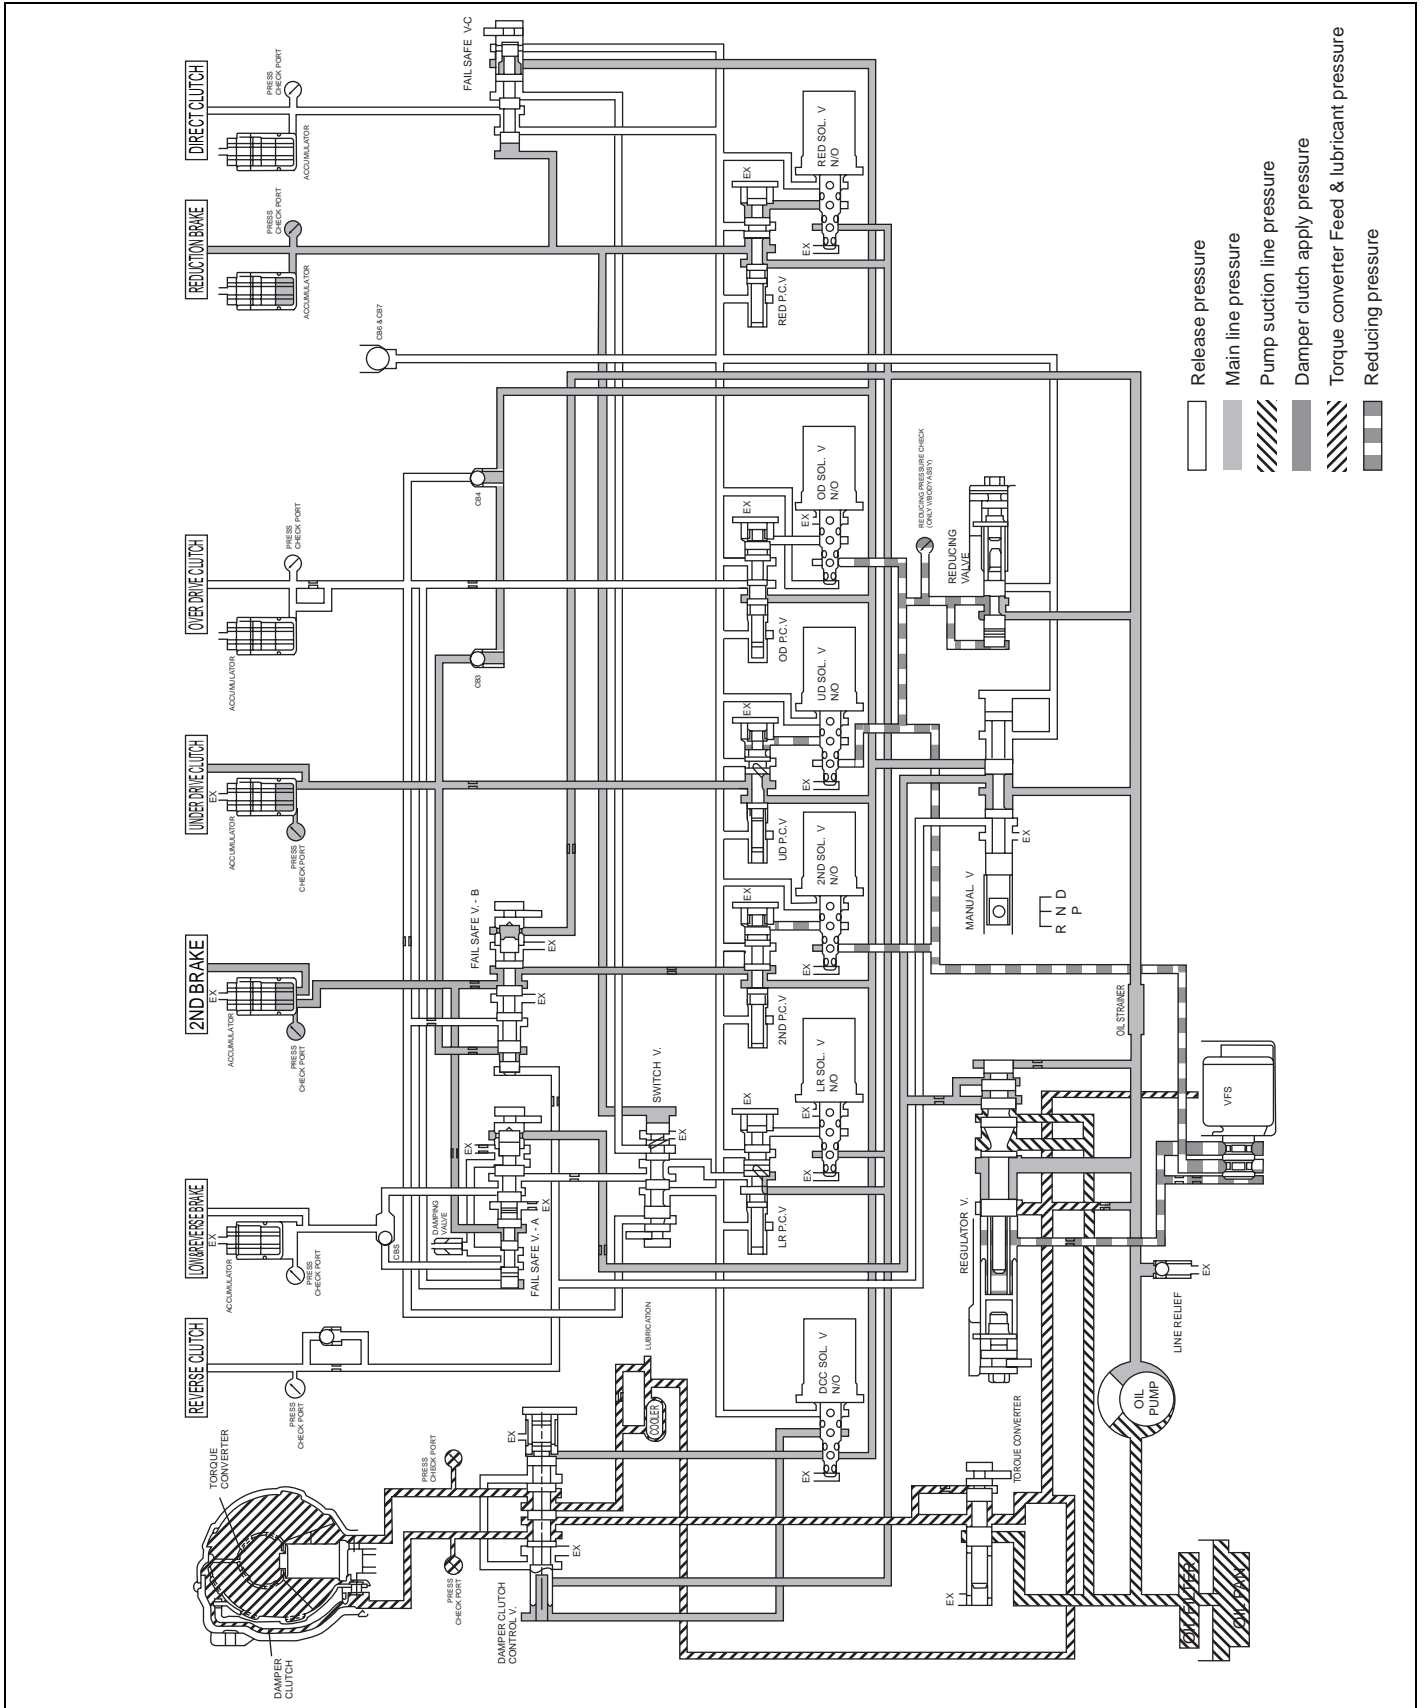 TORQUE
CONVERTER
DAMPER
CLUTCH
PRESS
CHECK PORT
PRESS
CHECK PORT
DAMPER CLUTCH
CONTROL V.
EX
EX
REVERSE CLUTCH
PRESS
CHECK PORT
LOW&REVERSE BRAKE
EX
ACCUMULATOR
PRESS
CHECK PORT
CBS
DAMPING
VALVE
FAIL SAFE V. - A
EX
EX
2ND BRAKE
EX
ACCUMULATOR
PRESS
CHECK PORT
FAIL SAFE V. - B
EX
EX
UNDER DRIVE CLUTCH
EX
ACCUMULATOR
PRESS
CHECK PORT
OVER DRIVE CLUTCH
PRESS
CHECK PORT
ACCUMULATOR
CB3
CB4
CB6 & CB7
REDUCTION BRAKE
PRESS
CHECK PORT
ACCUMULATOR
DIRECT CLUTCH
PRESS
CHECK PORT
ACCUMULATOR
FAIL SAFE V-C
SWITCH V.
EX
LUBRICATION
COOLER
DCC SOL. V
N/O
EX
LR P.C.V
EX
LR SOL. V
N/O
EX
EX
2ND P.C.V
EX
2ND SOL. V
N/O
EX
UD P.C.V
EX
UD SOL. V
N/O
EX
OD P.C.V
EX
OD SOL. V
N/O
EX
RED P.C.V
EX
RED SOL. V
N/O
EX
REDUCING PRESSURE CHECK
(ONLY V/BODY ASSY)
REDUCING
VALVE
MANUAL. V
EX
R N D
P
REGULATOR V.
OIL STRAINER
VFS
LINE RELIEF
EX
OIL
PUMP
TORQUE CONVERTER
EX
OIL FILTER
OIL PAN
Release pressure
Main line pressure
Pump suction line pressure
Damper clutch apply pressure
Torque converter Feed & lubricant pressure
Reducing pressure